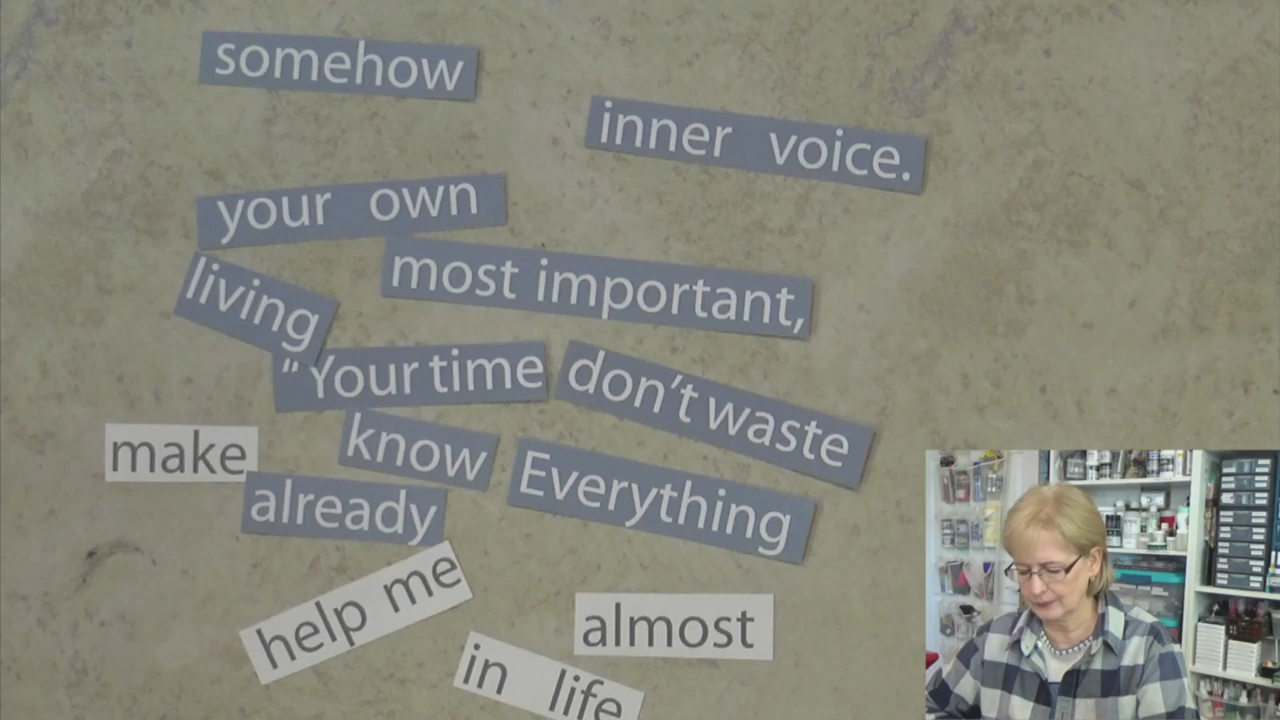 somehow
inner voice.
your own
most important,
living
"Your time
don't waste
know
make
Everything
already
help me
almost
in life